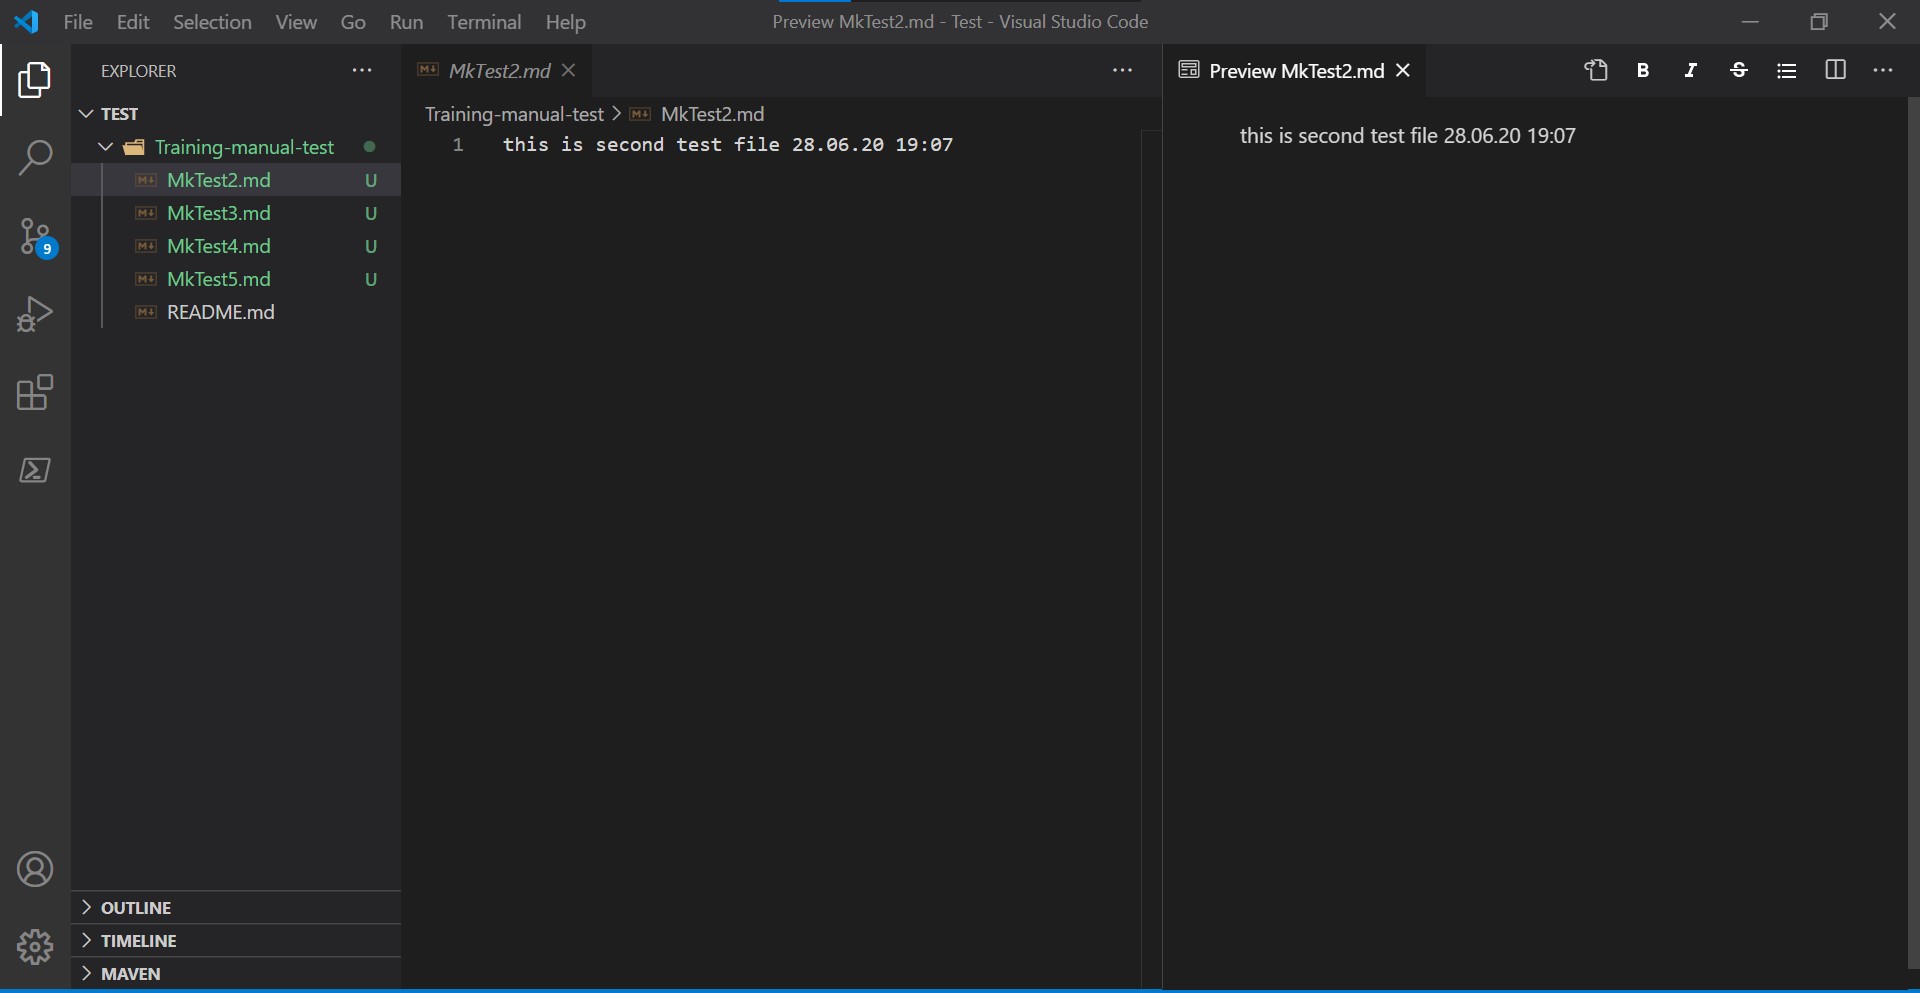 File Edit Selection View Go Run Terminal Help Preview MkTest2.md - Test - Visual Studio Code
EXPLORER
TEST
Training-manual-test
MkTest2.md U
MkTest3.md U
MkTest4.md U
MkTest5.md U
README.md
9
OUTLINE
TIMELINE
MAVEN
MkTest2.md
Training-manual-test > MkTest2.md
1 this is second test file 28.06.20 19:07
Preview MkTest2.md B I S
this is second test file 28.06.20 19:07